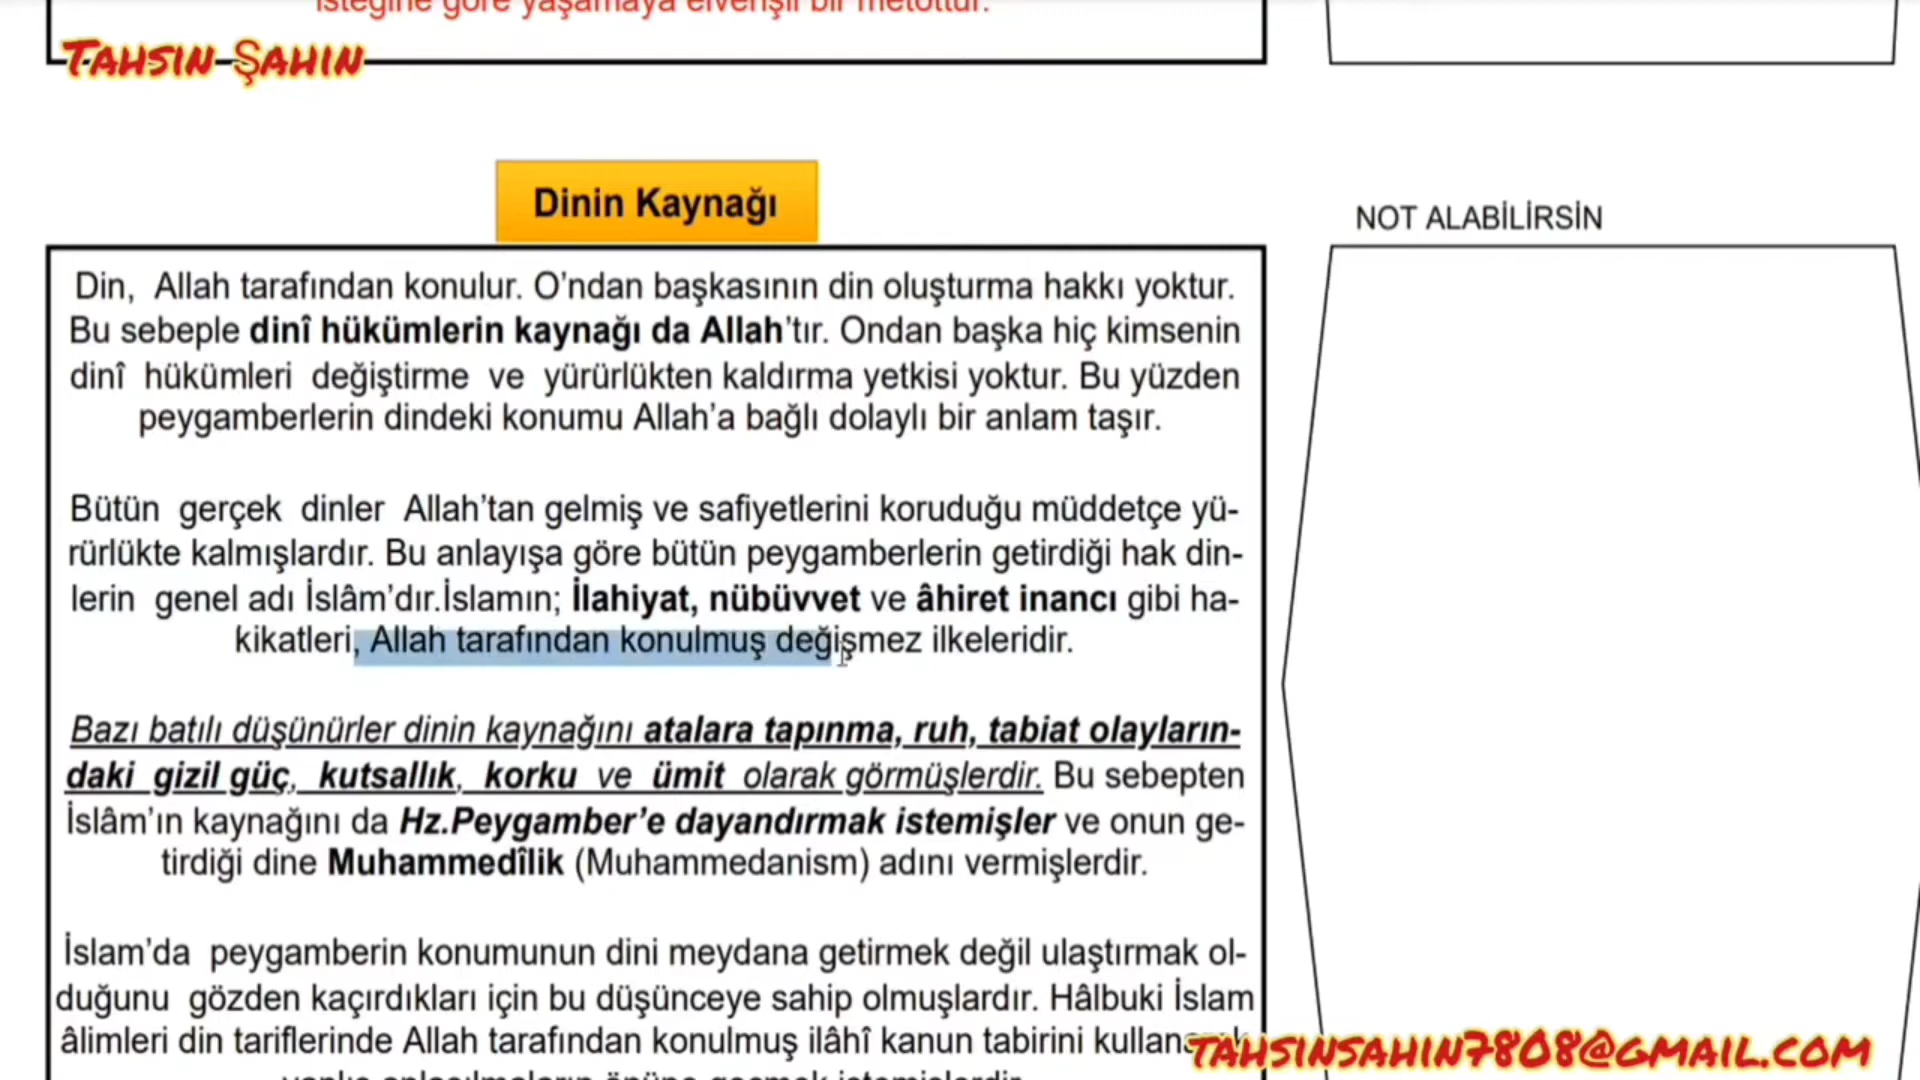 isteğine göre yaşamaya elverişli bir metottur.
Tahsin Şahin
Dinin Kaynağı
NOT ALABİLİRSİN
Din, Allah tarafından konulur. O’ndan başkasının din oluşturma hakkı yoktur.
Bu sebeple dinî hükümlerin kaynağı da Allah’tır. Ondan başka hiç kimsenin
dinî hükümleri değiştirme ve yürürlükten kaldırma yetkisi yoktur. Bu yüzden
peygamberlerin dindeki konumu Allah’a bağlı dolaylı bir anlam taşır.
Bütün gerçek dinler Allah’tan gelmiş ve safiyetlerini koruduğu müddetçe yü-
rürlükte kalmışlardır. Bu anlayışa göre bütün peygamberlerin getirdiği hak din-
lerin genel adı İslâm’dır.İslamın; İlahiyat, nübüvvet ve âhiret inancı gibi ha-
kikatleri, Allah tarafından konulmuş değişmez ilkeleridir.
Bazı batılı düşünürler dinin kaynağını atalara tapınma, ruh, tabiat olayların-
daki gizil güç, kutsallık, korku ve ümit olarak görmüşlerdir. Bu sebepten
İslâm’ın kaynağını da Hz.Peygamber’e dayandırmak istemişler ve onun ge-
tirdiği dine Muhammedîlik (Muhammedanism) adını vermişlerdir.
İslam’da peygamberin konumunun dini meydana getirmek değil ulaştırmak ol-
duğunu gözden kaçırdıkları için bu düşünceye sahip olmuşlardır. Hâlbuki İslam
âlimleri din tariflerinde Allah tarafından konulmuş ilâhî kanun tabirini
tahsinsahin7808@gmail.com